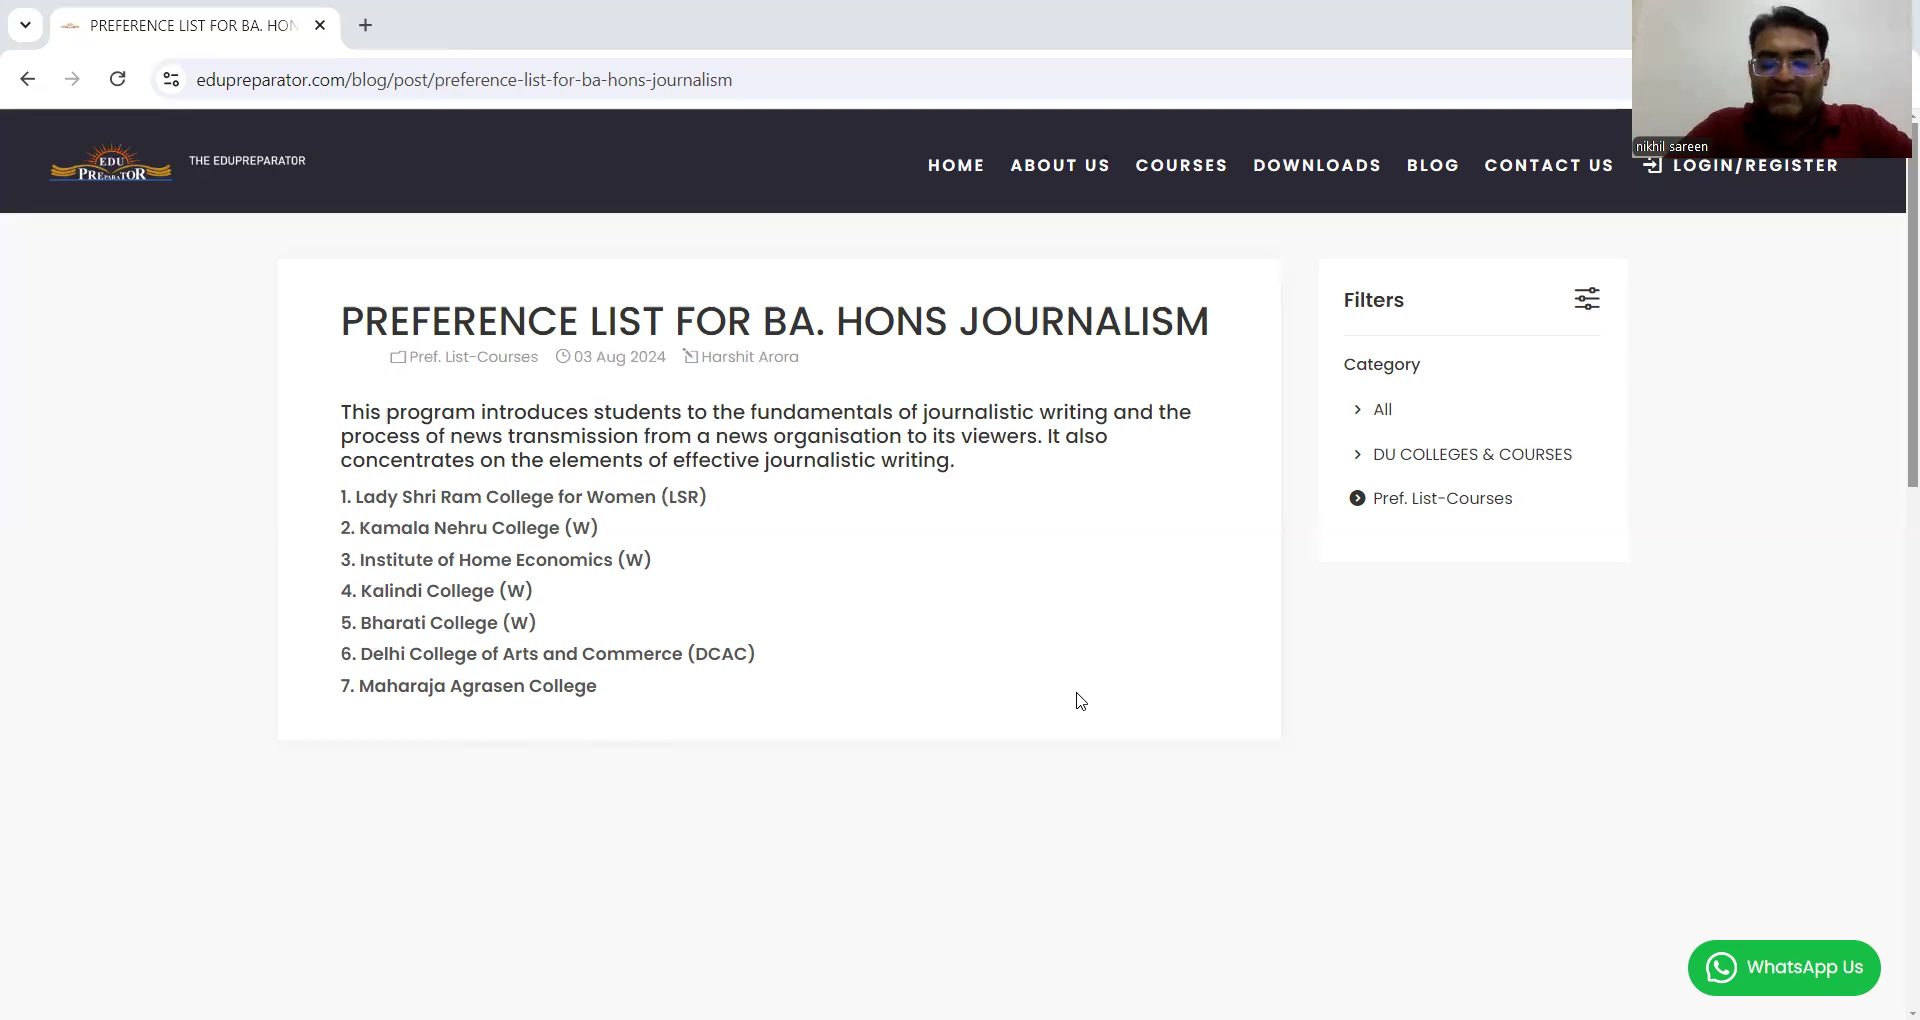 PREFERENCE LIST FOR BA. HON
edupreparator.com/blog/post/preference-list-for-ba-hons-journalism
nikhil sareen
EDU
PREPARATOR
THE EDUPREPARATOR
HOME ABOUT US COURSES DOWNLOADS BLOG CONTACT US LOGIN/REGISTER
PREFERENCE LIST FOR BA. HONS JOURNALISM
Pref. List-Courses 03 Aug 2024 Harshit Arora
This program introduces students to the fundamentals of journalistic writing and the
process of news transmission from a news organisation to its viewers. It also
concentrates on the elements of effective journalistic writing.
1. Lady Shri Ram College for Women (LSR)
2. Kamala Nehru College (W)
3. Institute of Home Economics (W)
4. Kalindi College (W)
5. Bharati College (W)
6. Delhi College of Arts and Commerce (DCAC)
7. Maharaja Agrasen College
Filters
Category
All
DU COLLEGES & COURSES
Pref. List-Courses
WhatsApp Us